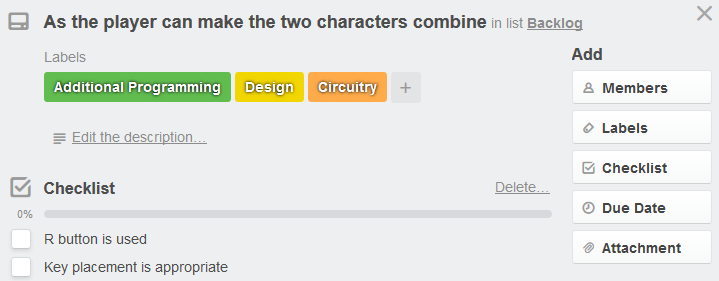 As the player can make the two characters combine in list Backlog
Labels
Additional Programming Design Circuitry +
Edit the description…
Checklist Delete…
0%
R button is used
Key placement is appropriate
Add
Members
Labels
Checklist
Due Date
Attachment